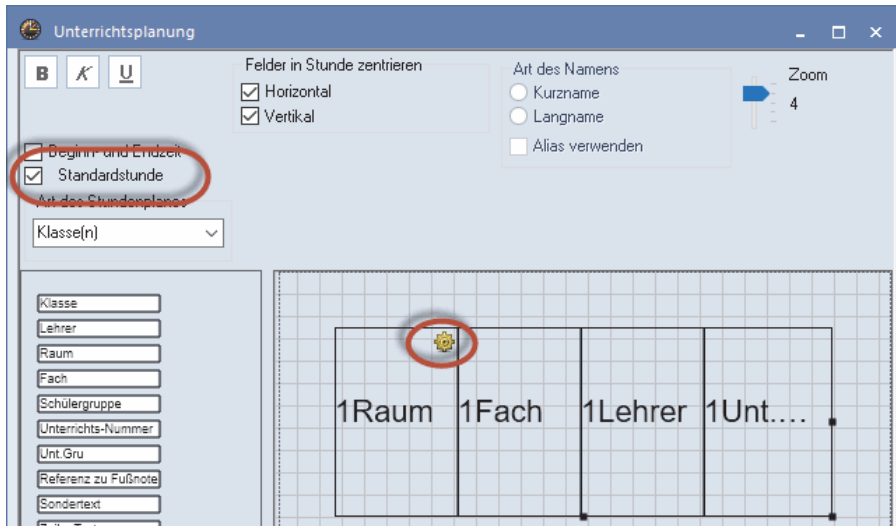 Unterrichtsplanung
B K U
Felder in Stunde zentrieren
Horizontal
Vertikal
Art des Namens
Kurzname
Langname
Alias verwenden
Zoom
4
Beginn- und Endzeit
Standardstunde
Art des Stundenplanes
Klasse(n)
Klasse
Lehrer
Raum
Fach
Schülergruppe
Unterrichts-Nummer
Unt.Gru
Referenz zu Fußnote
Sondertext
1Raum 1Fach 1Lehrer 1Unt....